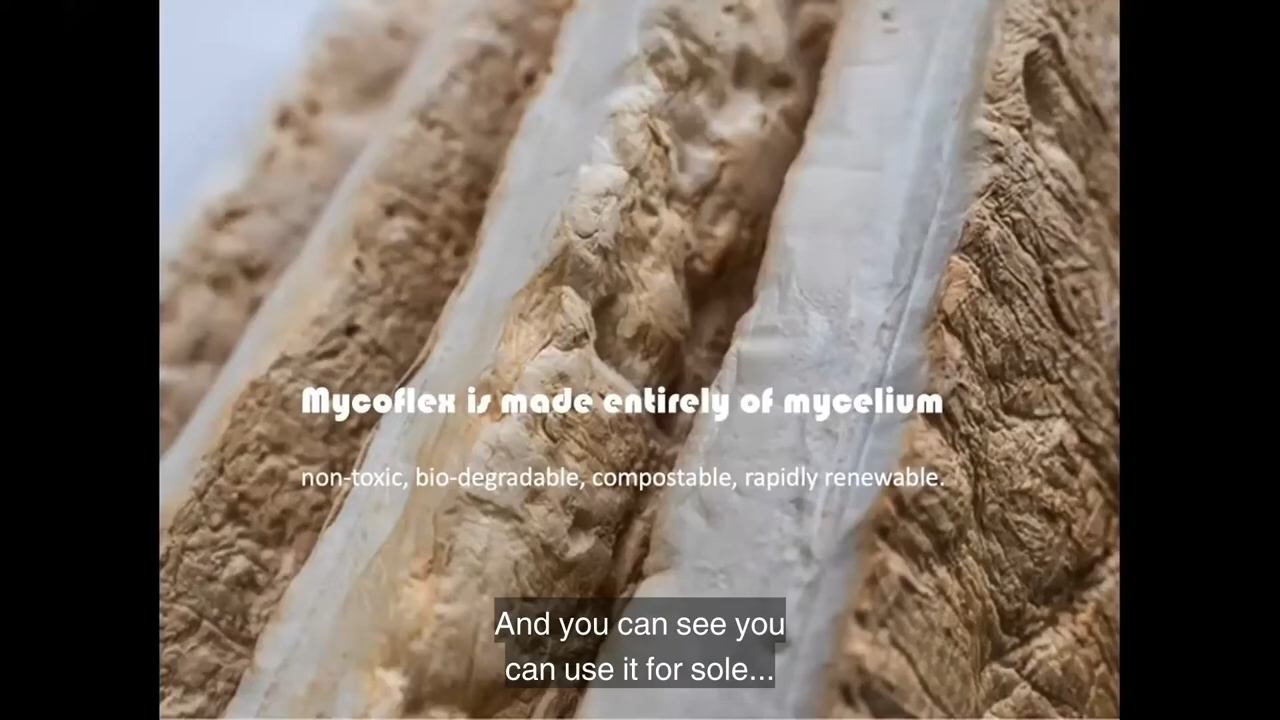 Mycoflex is made entirely of mycelium
non-toxic, bio-degradable, compostable, rapidly renewable.
And you can see you
can use it for sole...